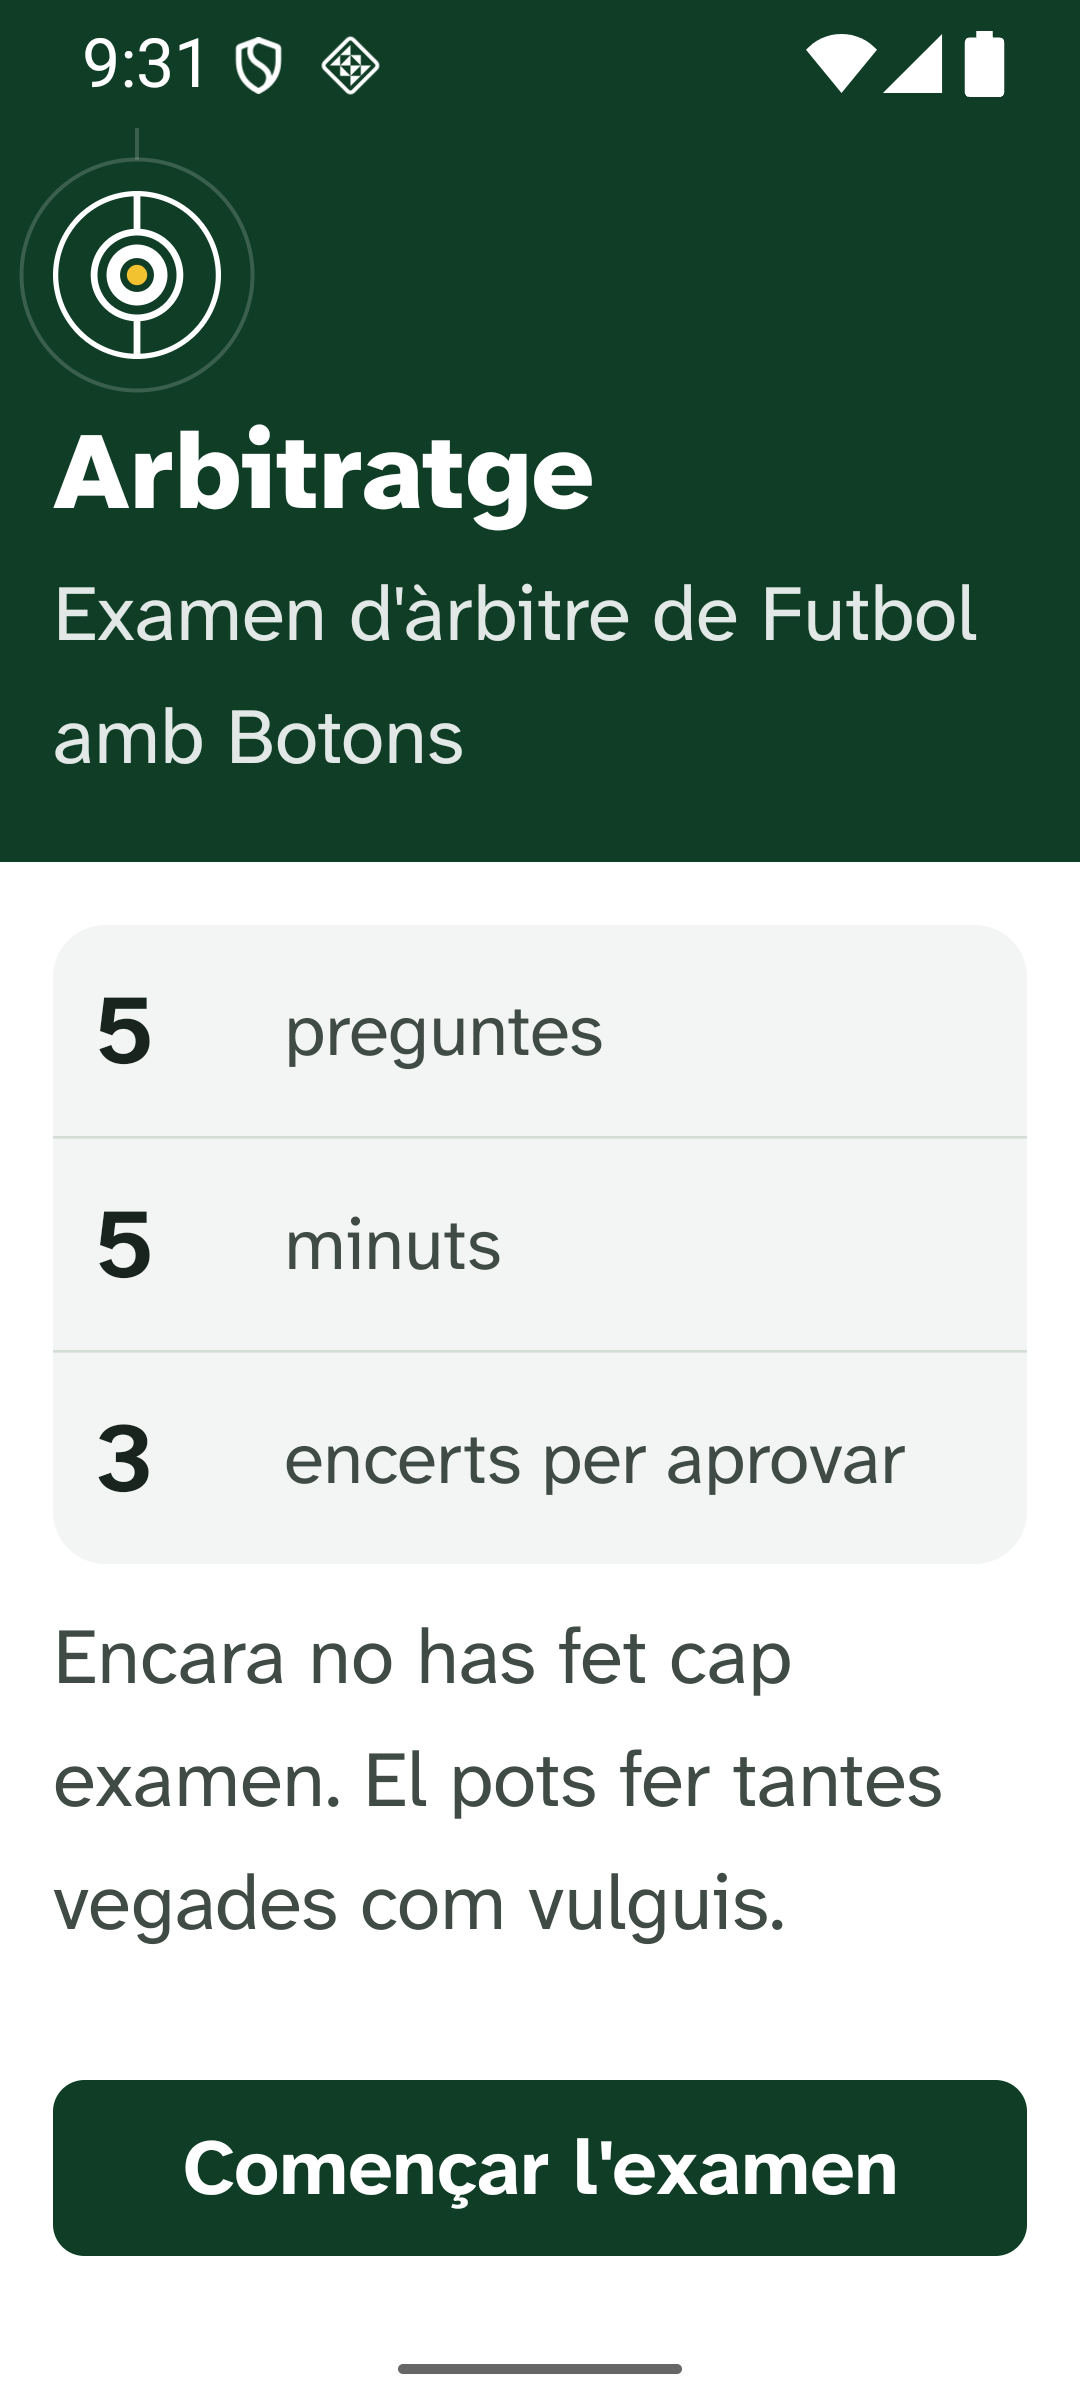 9:31
Arbitratge
Examen d'àrbitre de Futbol
amb Botons
5 preguntes
5 minuts
3 encerts per aprovar
Encara no has fet cap
examen. El pots fer tantes
vegades com vulguis.
Començar l'examen